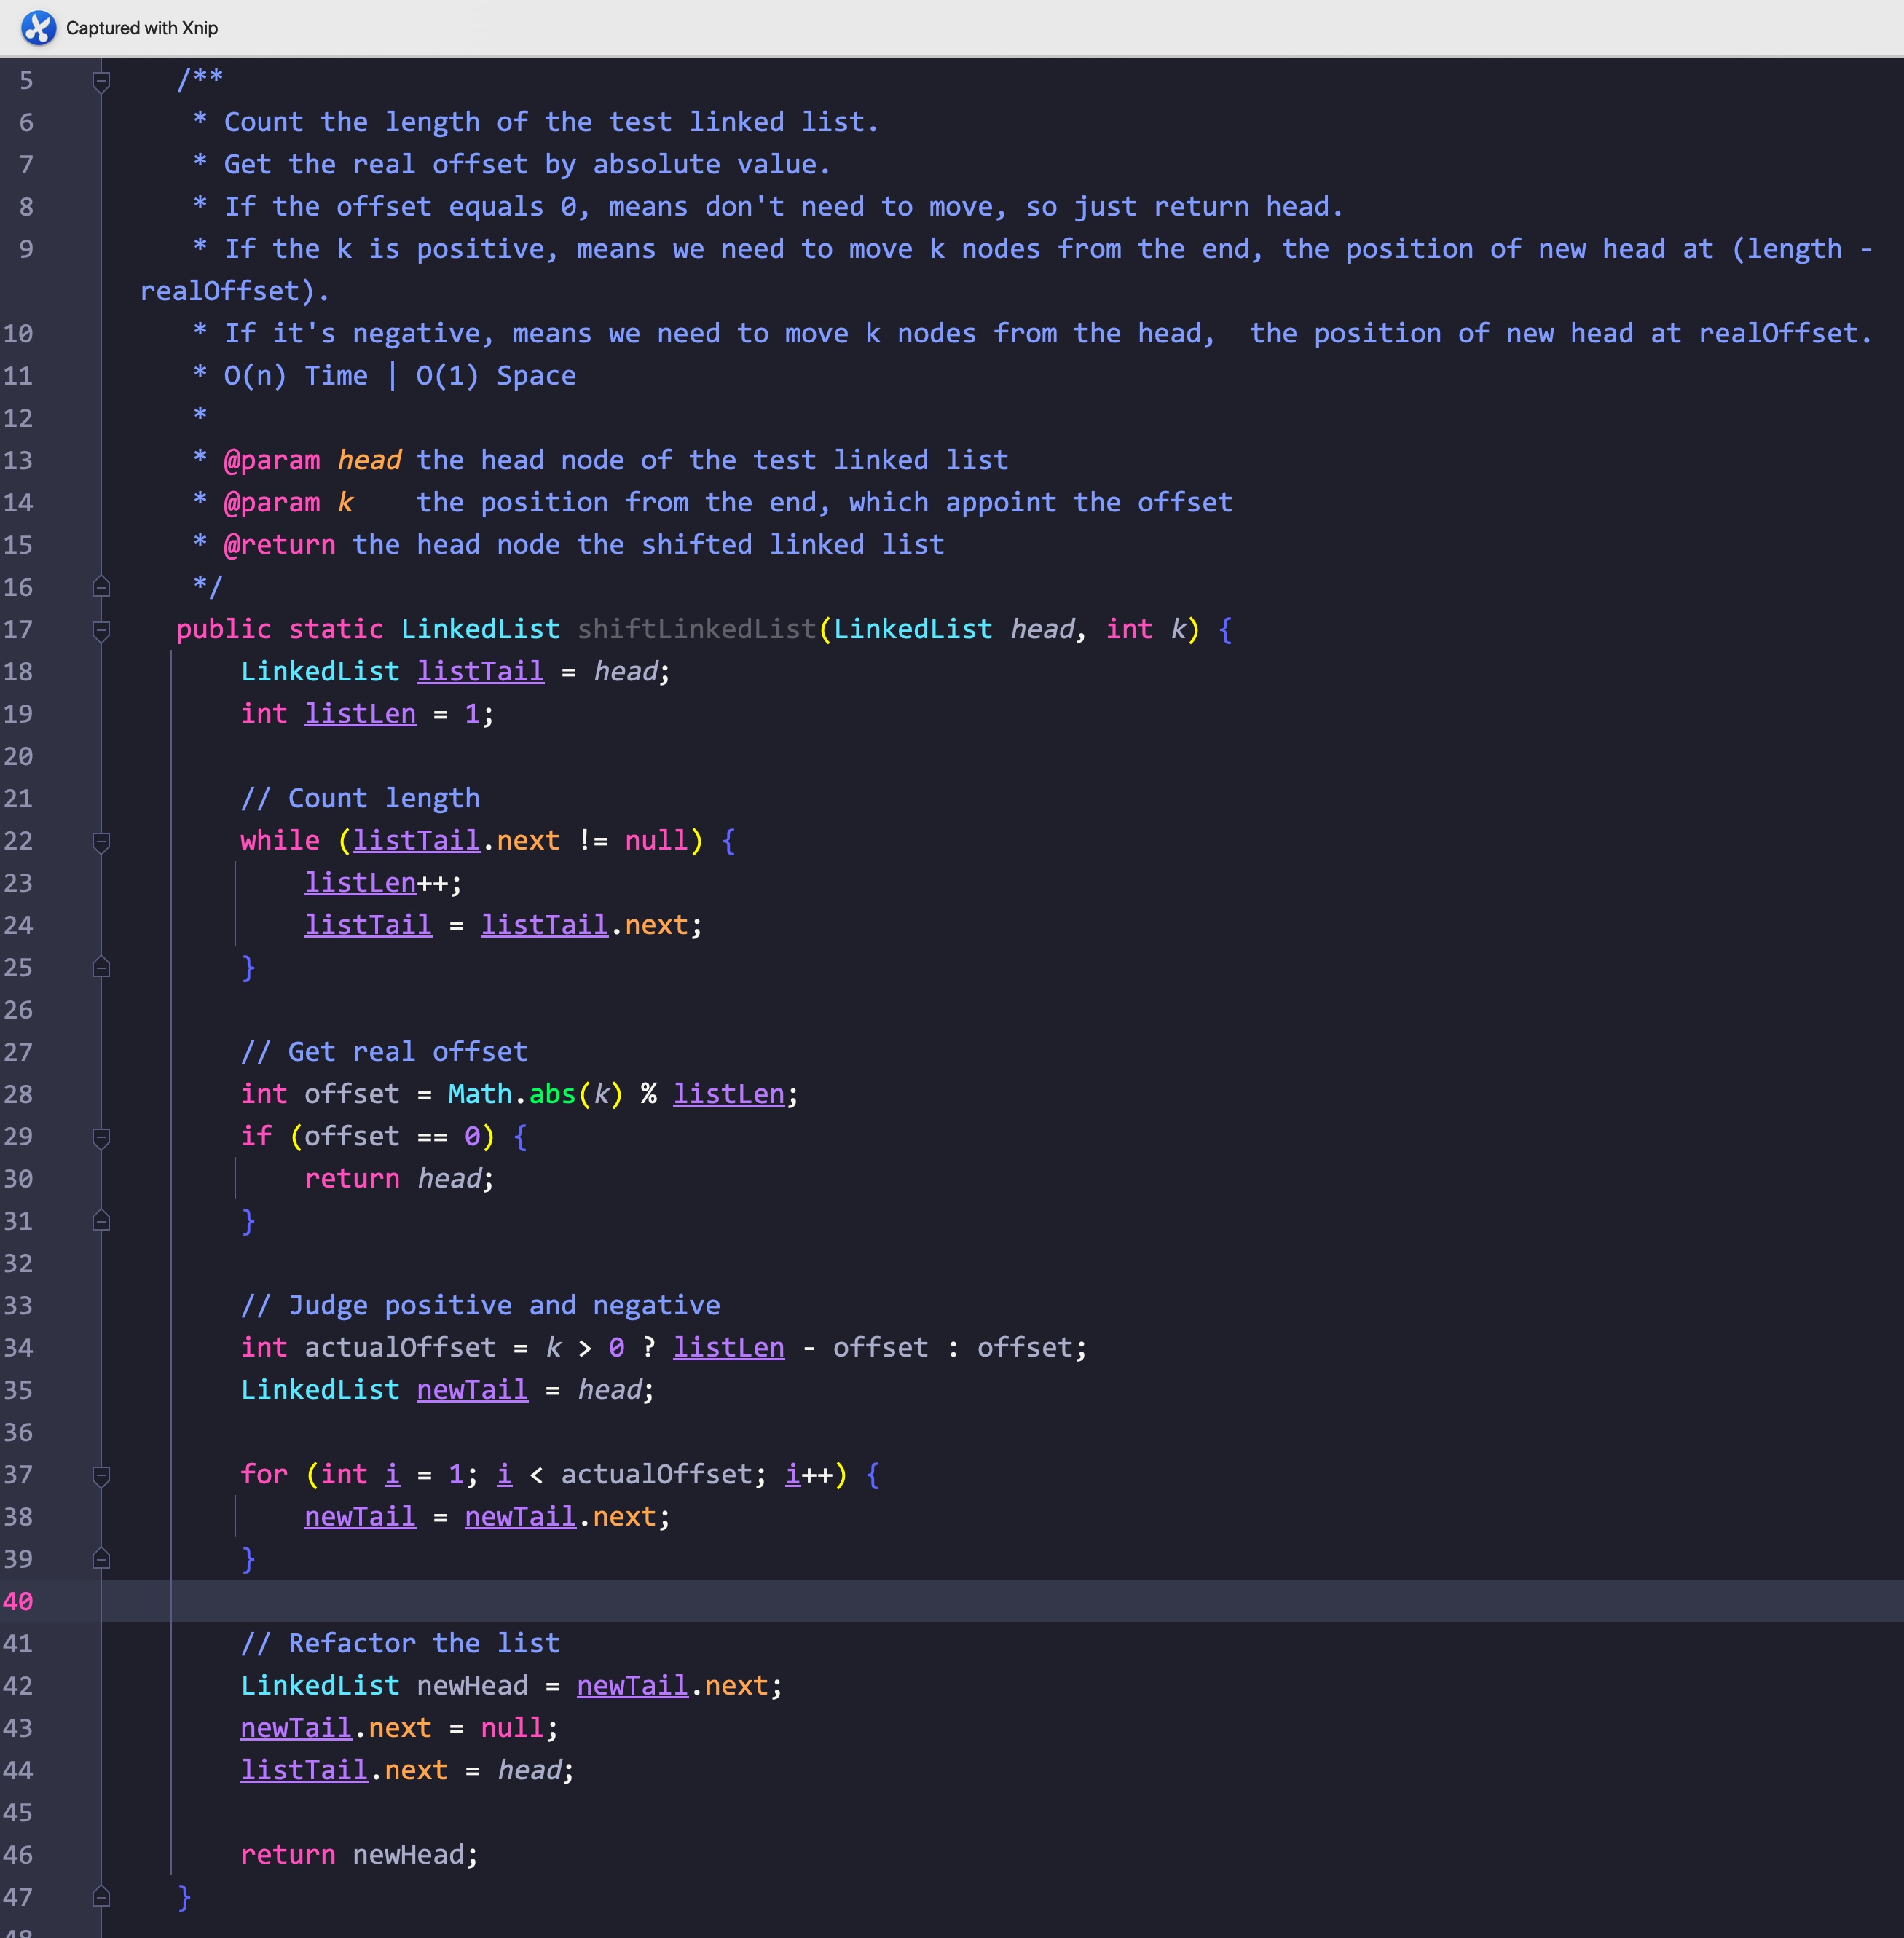 Captured with Xnip
5 /**
6 * Count the length of the test linked list.
7 * Get the real offset by absolute value.
8 * If the offset equals 0, means don't need to move, so just return head.
9 * If the k is positive, means we need to move k nodes from the end, the position of new head at (length -
realOffset).
10 * If it's negative, means we need to move k nodes from the head,  the position of new head at realOffset.
11 * O(n) Time | O(1) Space
12 *
13 * @param head the head node of the test linked list
14 * @param k    the position from the end, which appoint the offset
15 * @return the head node the shifted linked list
16 */
17 public static LinkedList shiftLinkedList(LinkedList head, int k) {
18 LinkedList listTail = head;
19 int listLen = 1;
20
21 // Count length
22 while (listTail.next != null) {
23 listLen++;
24 listTail = listTail.next;
25 }
26
27 // Get real offset
28 int offset = Math.abs(k) % listLen;
29 if (offset == 0) {
30 return head;
31 }
32
33 // Judge positive and negative
34 int actualOffset = k > 0 ? listLen - offset : offset;
35 LinkedList newTail = head;
36
37 for (int i = 1; i < actualOffset; i++) {
38 newTail = newTail.next;
39 }
40
41 // Refactor the list
42 LinkedList newHead = newTail.next;
43 newTail.next = null;
44 listTail.next = head;
45
46 return newHead;
47 }
48